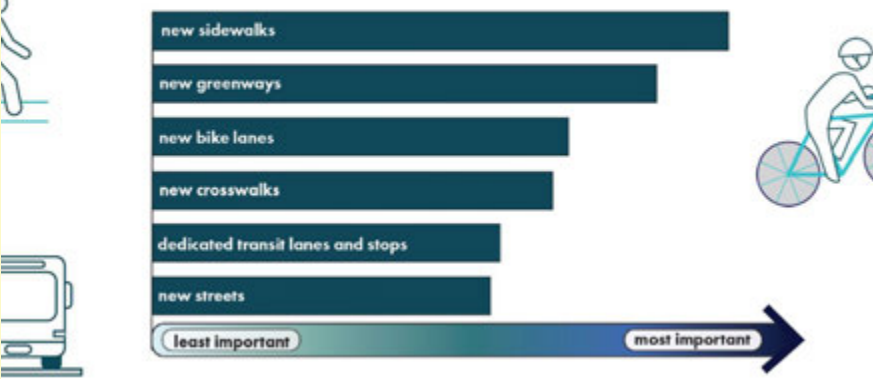 new sidewalks
new greenways
new bike lanes
new crosswalks
dedicated transit lanes and stops
new streets
least important
most important